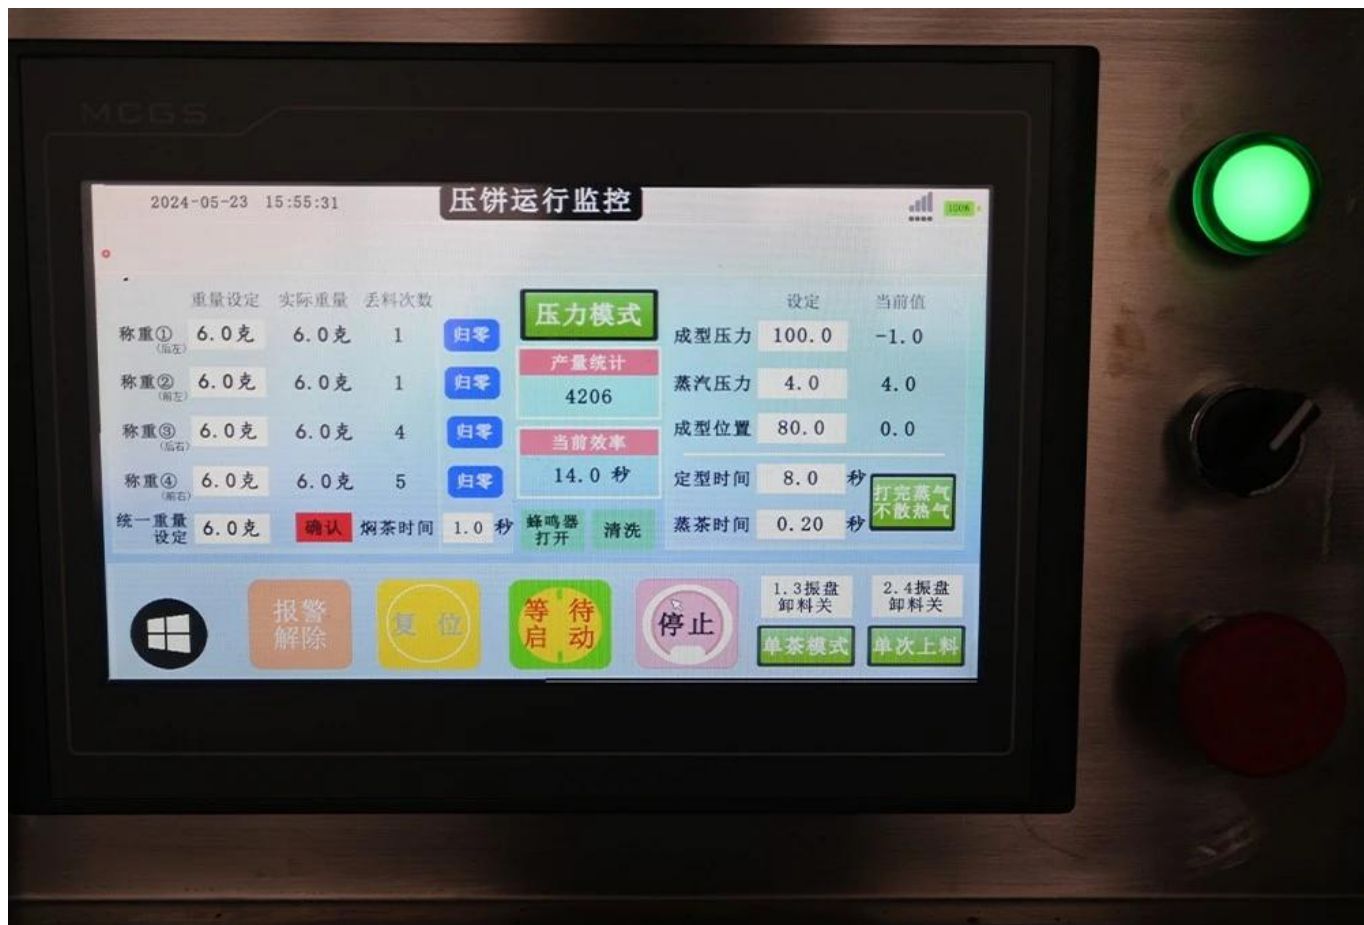 MCGS
2024-05-23 15:55:31
压饼运行监控
100%
重量设定 实际重量 丢料次数
称重① 6.0克 6.0克 1 归零
(后左)
称重② 6.0克 6.0克 1 归零
(前左)
称重③ 6.0克 6.0克 4 归零
(后右)
称重④ 6.0克 6.0克 5 归零
(前右)
统一重量
设定 6.0克 确认 焖茶时间 1.0 秒
压力模式
产量统计
4206
当前效率
14.0 秒
蜂鸣器
打开
清洗
设定 当前值
成型压力 100.0 -1.0
蒸汽压力 4.0 4.0
成型位置 80.0 0.0
定型时间 8.0 秒
蒸茶时间 0.20 秒
打完蒸气
不散热气
报警
解除
复位
等待
启动
停止
1.3振盘
卸料关
2.4振盘
卸料关
单茶模式
单次上料